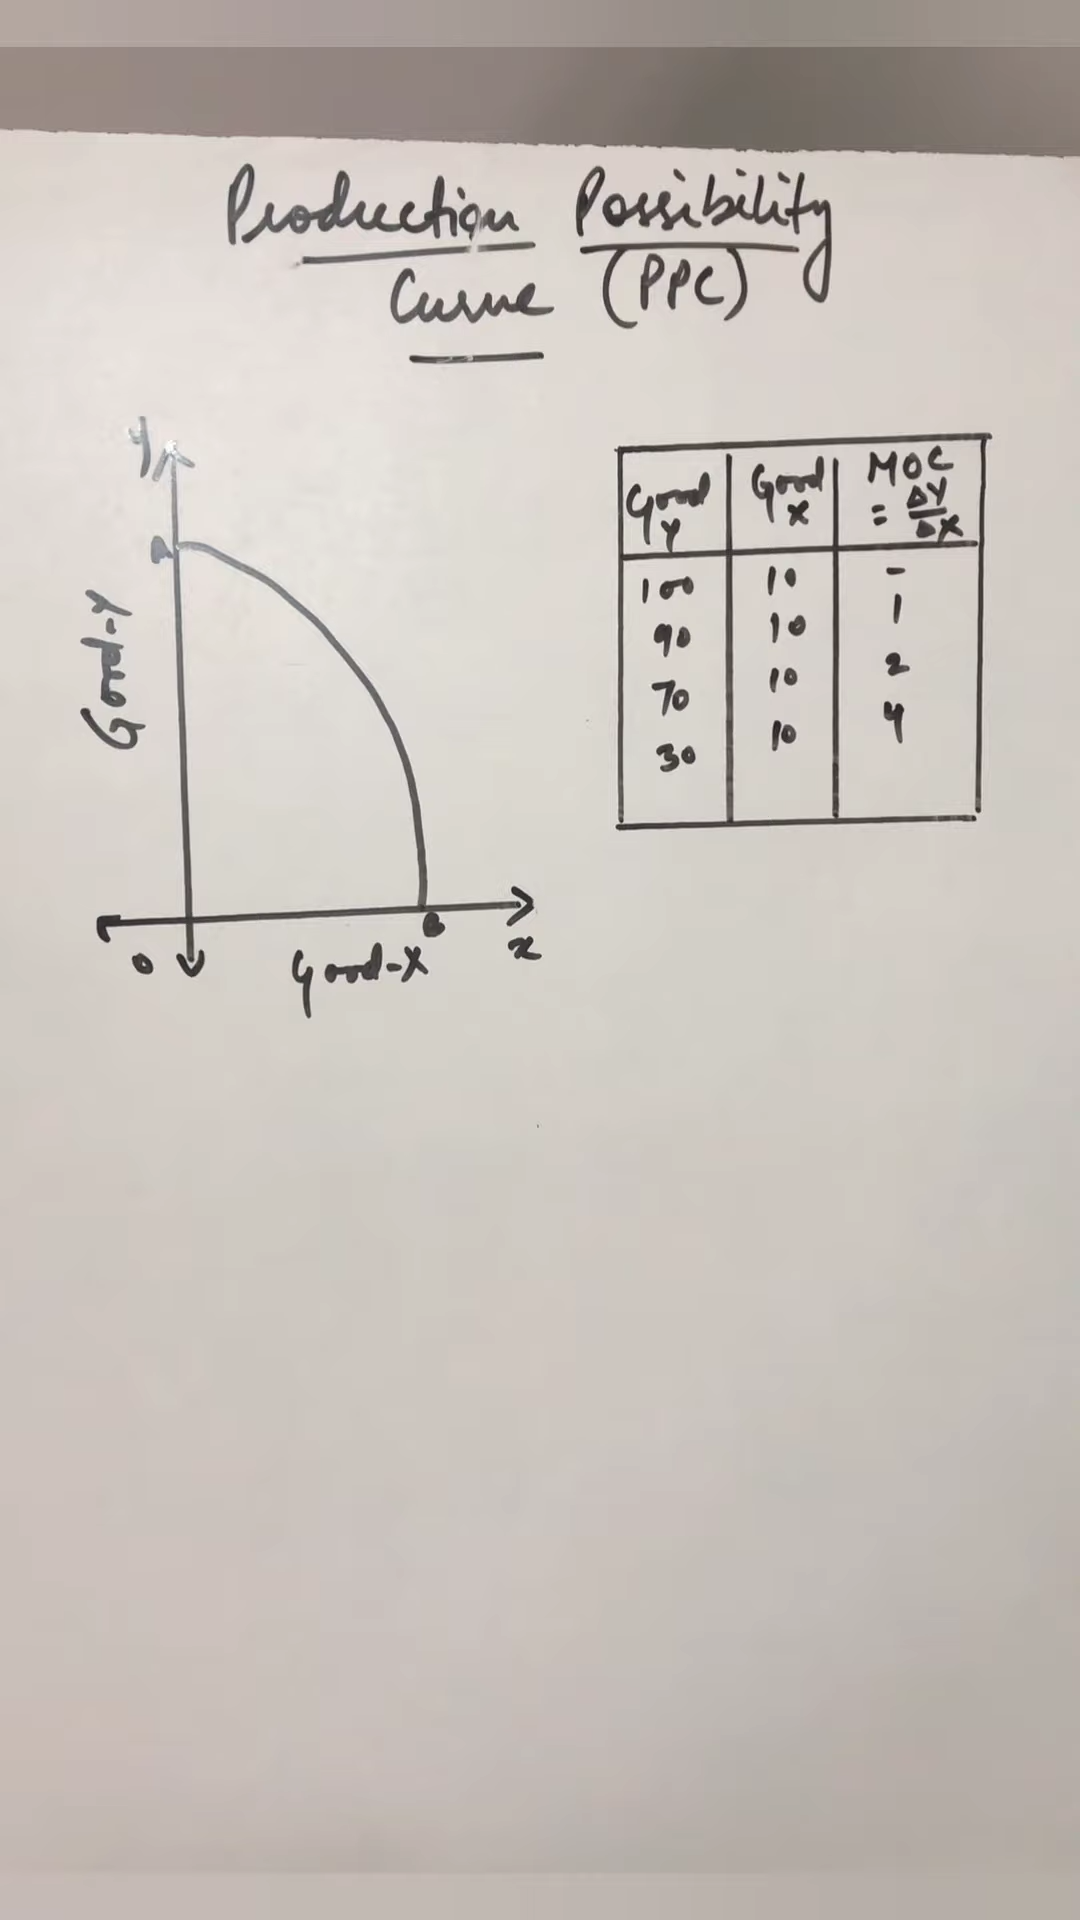 Production Possibility
Curve (PPC)
Y
A
Good-Y
B
O
Good-X
x
Good Y | Good X | MOC = ΔY/ΔX
100 | 10 | -
90 | 10 | 1
70 | 10 | 2
30 | 10 | 4